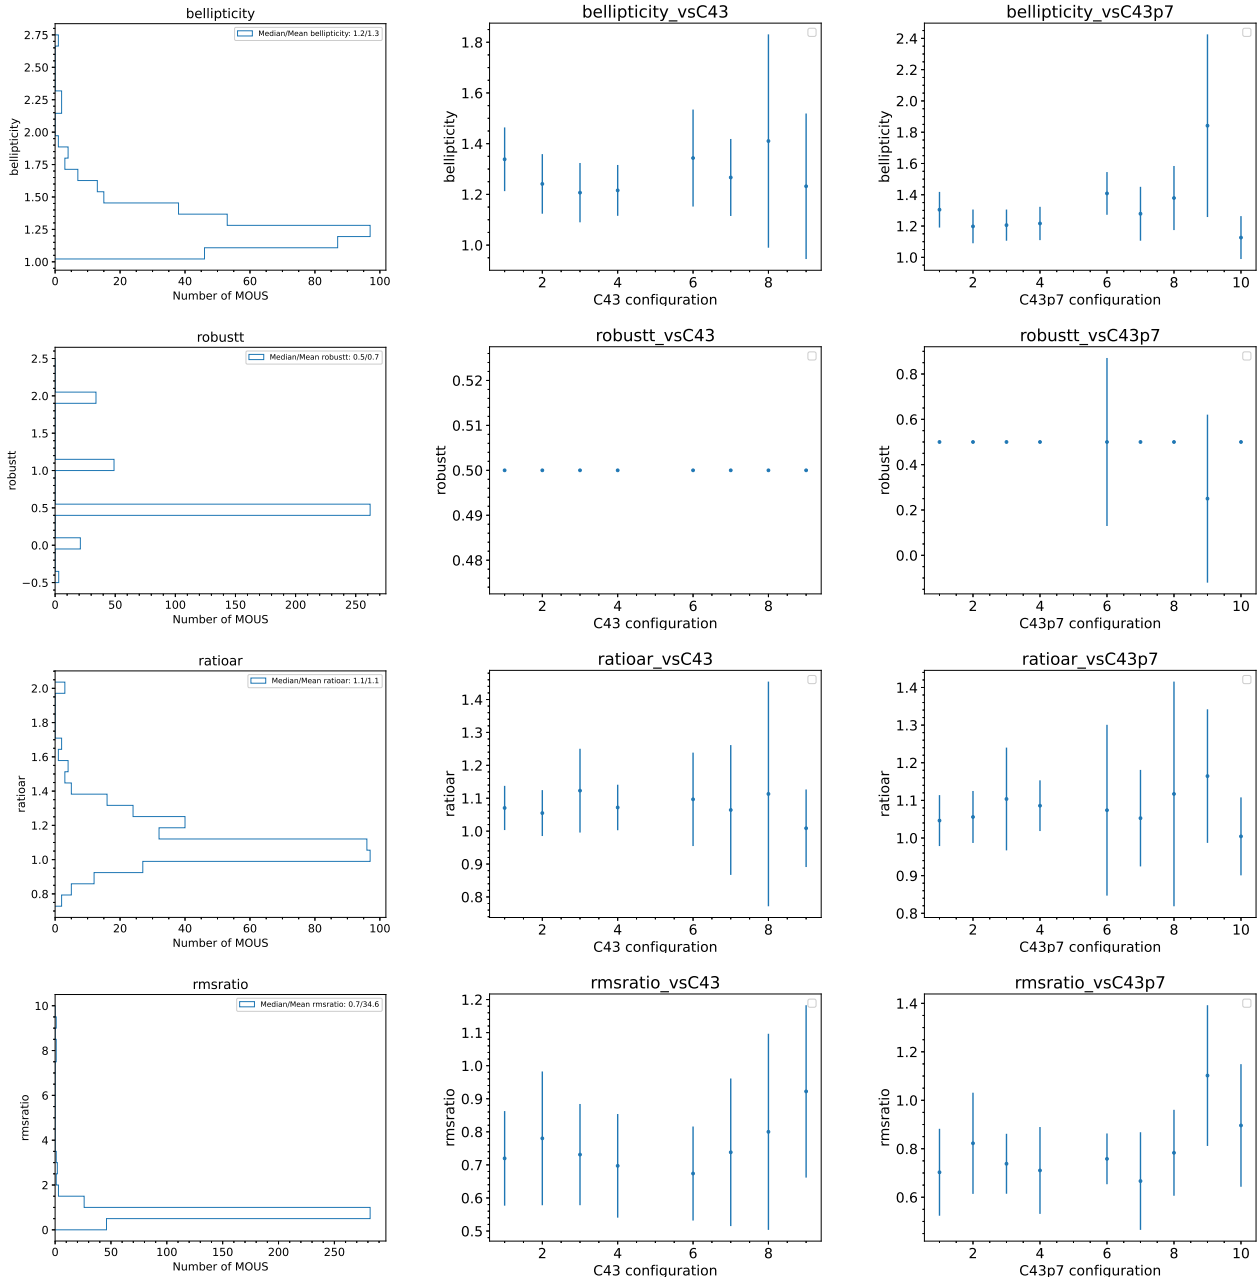 bellipticity
Median/Mean bellipticity: 1.2/1.3
2.75
2.50
2.25
2.00
1.75
1.50
1.25
1.00
bellipticity
0 20 40 60 80 100
Number of MOUS
bellipticity_vsC43
1.8
1.6
1.4
1.2
1.0
bellipticity
2 4 6 8
C43 configuration
bellipticity_vsC43p7
2.4
2.2
2.0
1.8
1.6
1.4
1.2
1.0
bellipticity
2 4 6 8 10
C43p7 configuration
robustt
Median/Mean robustt: 0.5/0.7
2.5
2.0
1.5
1.0
0.5
0.0
−0.5
robustt
0 50 100 150 200 250
Number of MOUS
robustt_vsC43
0.52
0.51
0.50
0.49
0.48
robustt
2 4 6 8
C43 configuration
robustt_vsC43p7
0.8
0.6
0.4
0.2
0.0
robustt
2 4 6 8 10
C43p7 configuration
ratioar
Median/Mean ratioar: 1.1/1.1
2.0
1.8
1.6
1.4
1.2
1.0
0.8
ratioar
0 20 40 60 80 100
Number of MOUS
ratioar_vsC43
1.4
1.3
1.2
1.1
1.0
0.9
0.8
ratioar
2 4 6 8
C43 configuration
ratioar_vsC43p7
1.4
1.3
1.2
1.1
1.0
0.9
0.8
ratioar
2 4 6 8 10
C43p7 configuration
rmsratio
Median/Mean rmsratio: 0.7/34.6
10
8
6
4
2
0
rmsratio
0 50 100 150 200 250
Number of MOUS
rmsratio_vsC43
1.2
1.1
1.0
0.9
0.8
0.7
0.6
0.5
rmsratio
2 4 6 8
C43 configuration
rmsratio_vsC43p7
1.4
1.2
1.0
0.8
0.6
rmsratio
2 4 6 8 10
C43p7 configuration